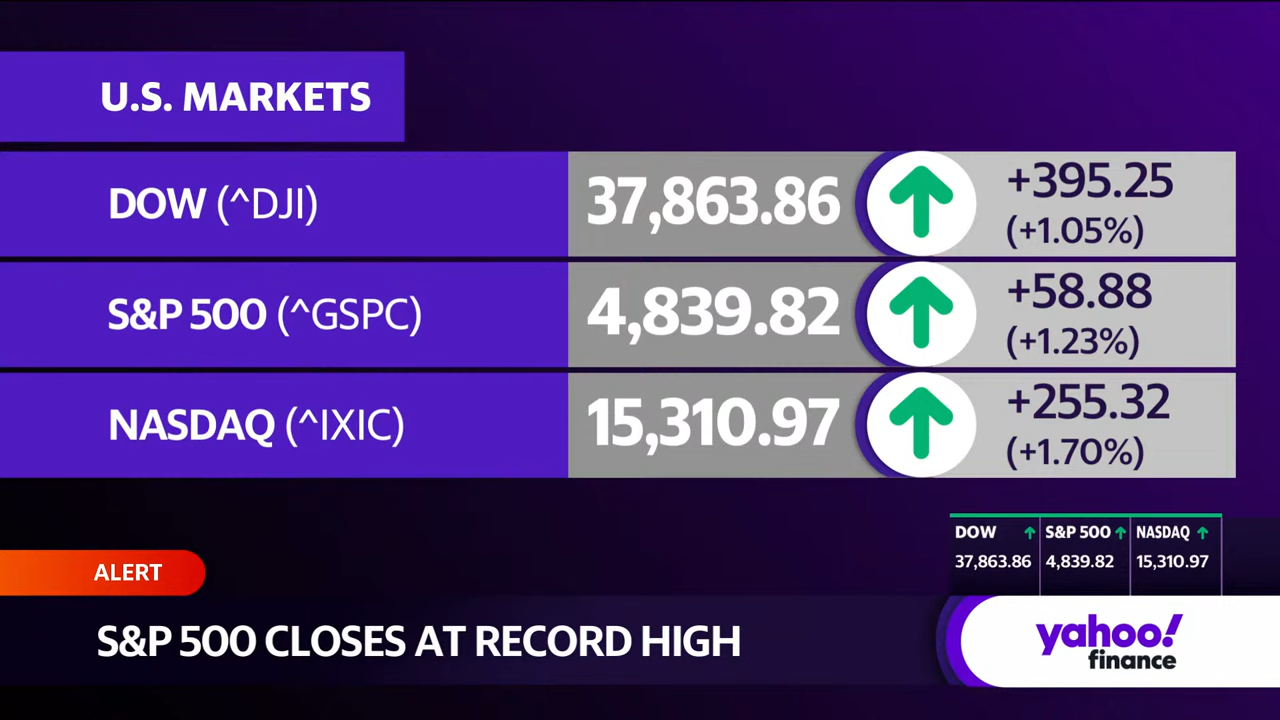 U.S. MARKETS
DOW (^DJI) 37,863.86 +395.25
(+1.05%)
S&P 500 (^GSPC) 4,839.82 +58.88
(+1.23%)
NASDAQ (^IXIC) 15,310.97 +255.32
(+1.70%)
DOW S&P 500 NASDAQ
37,863.86 4,839.82 15,310.97
ALERT
S&P 500 CLOSES AT RECORD HIGH
yahoo!
finance